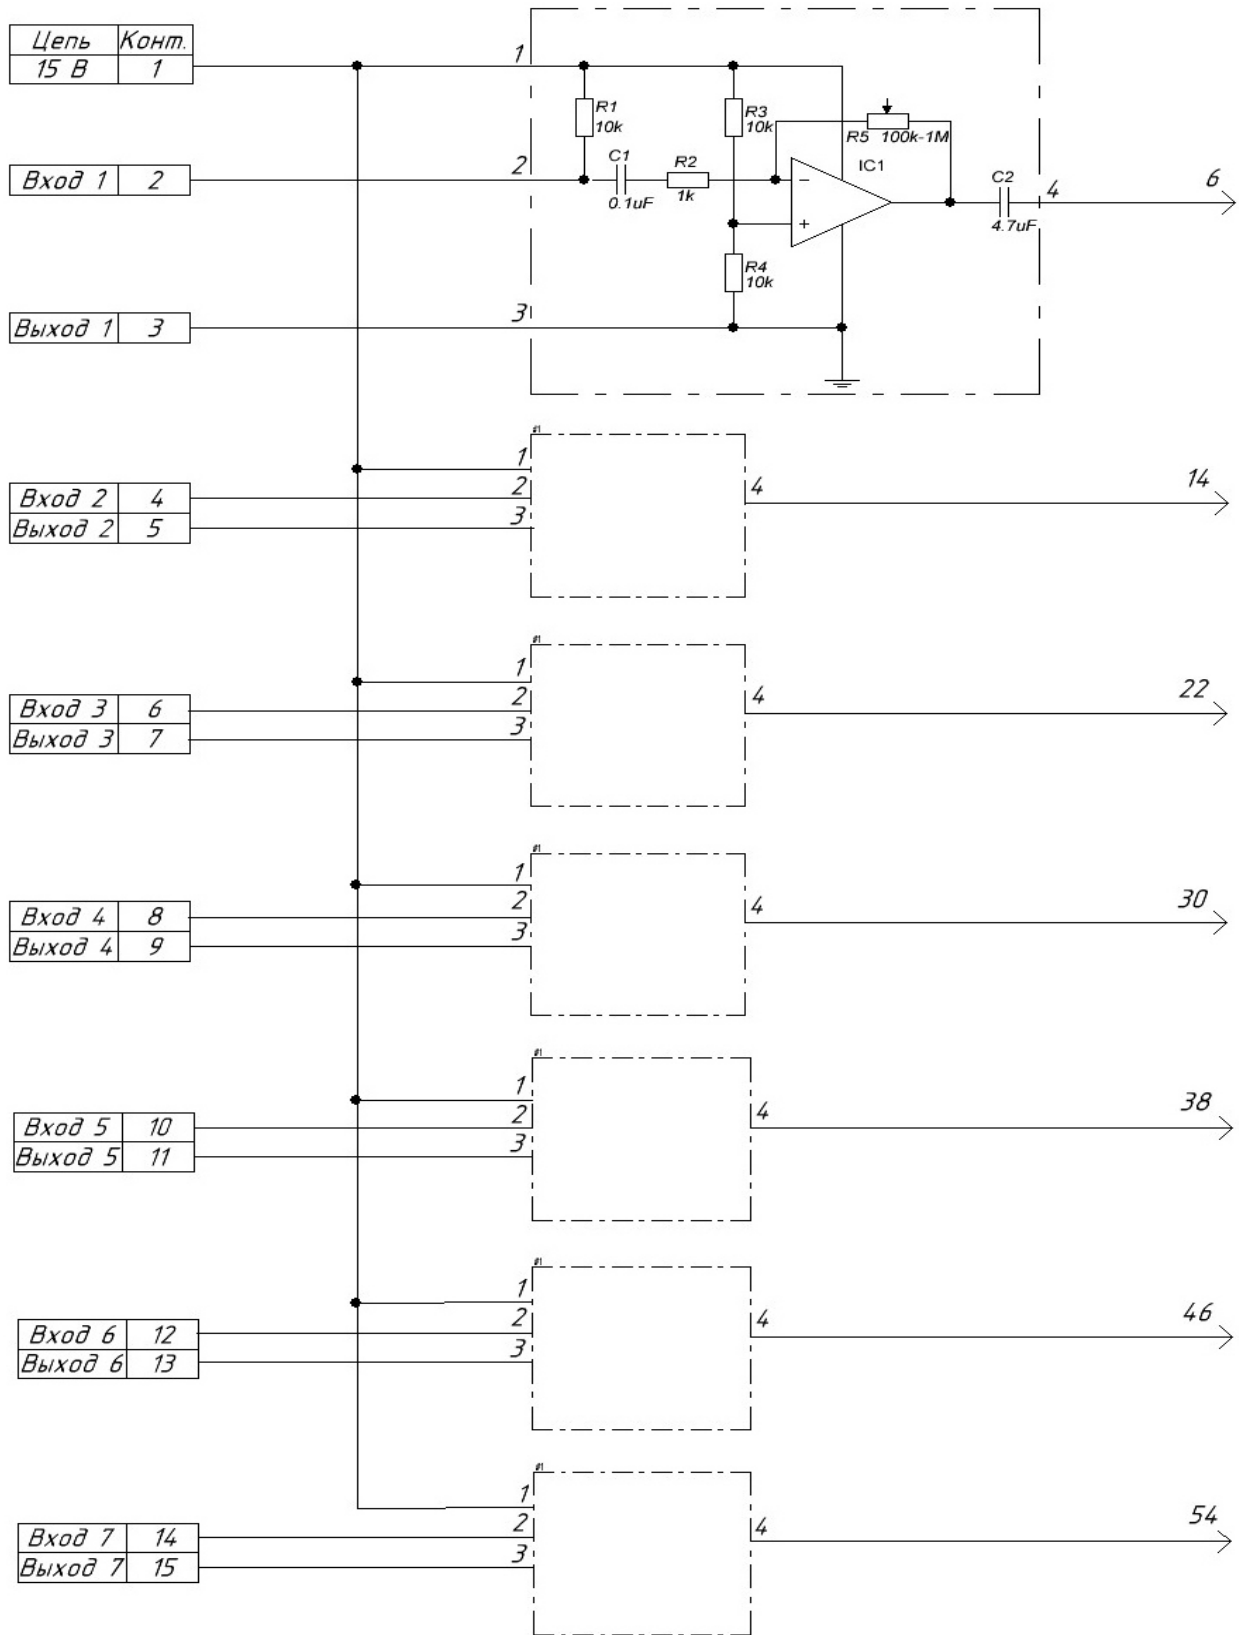 Цепь Конт.
15 В 1
1
R1
10k
R3
10k
R5 100k-1M
Вход 1 2
2
C1
0.1uF
R2
1k
−
+
IC1
C2
4.7uF
4
6
R4
10k
Выход 1 3
3
1
Вход 2 4
2
4
14
Выход 2 5
3
1
Вход 3 6
2
4
22
Выход 3 7
3
1
Вход 4 8
2
4
30
Выход 4 9
3
1
Вход 5 10
2
4
38
Выход 5 11
3
1
Вход 6 12
2
4
46
Выход 6 13
3
1
Вход 7 14
2
4
54
Выход 7 15
3